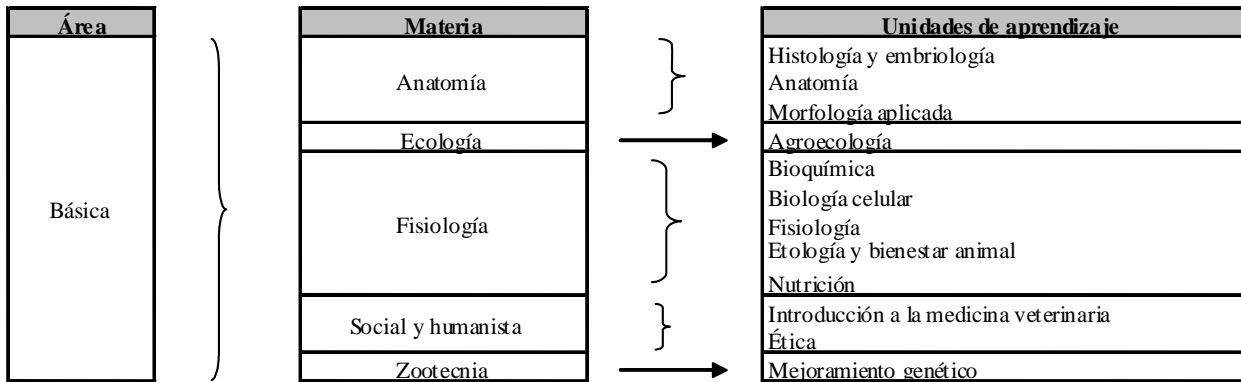 Área
Materia
Unidades de aprendizaje
Básica
Anatomía
Histología y embriología
Anatomía
Morfología aplicada
Ecología
Agroecología
Fisiología
Bioquímica
Biología celular
Fisiología
Etología y bienestar animal
Nutrición
Social y humanista
Introducción a la medicina veterinaria
Ética
Zootecnia
Mejoramiento genético